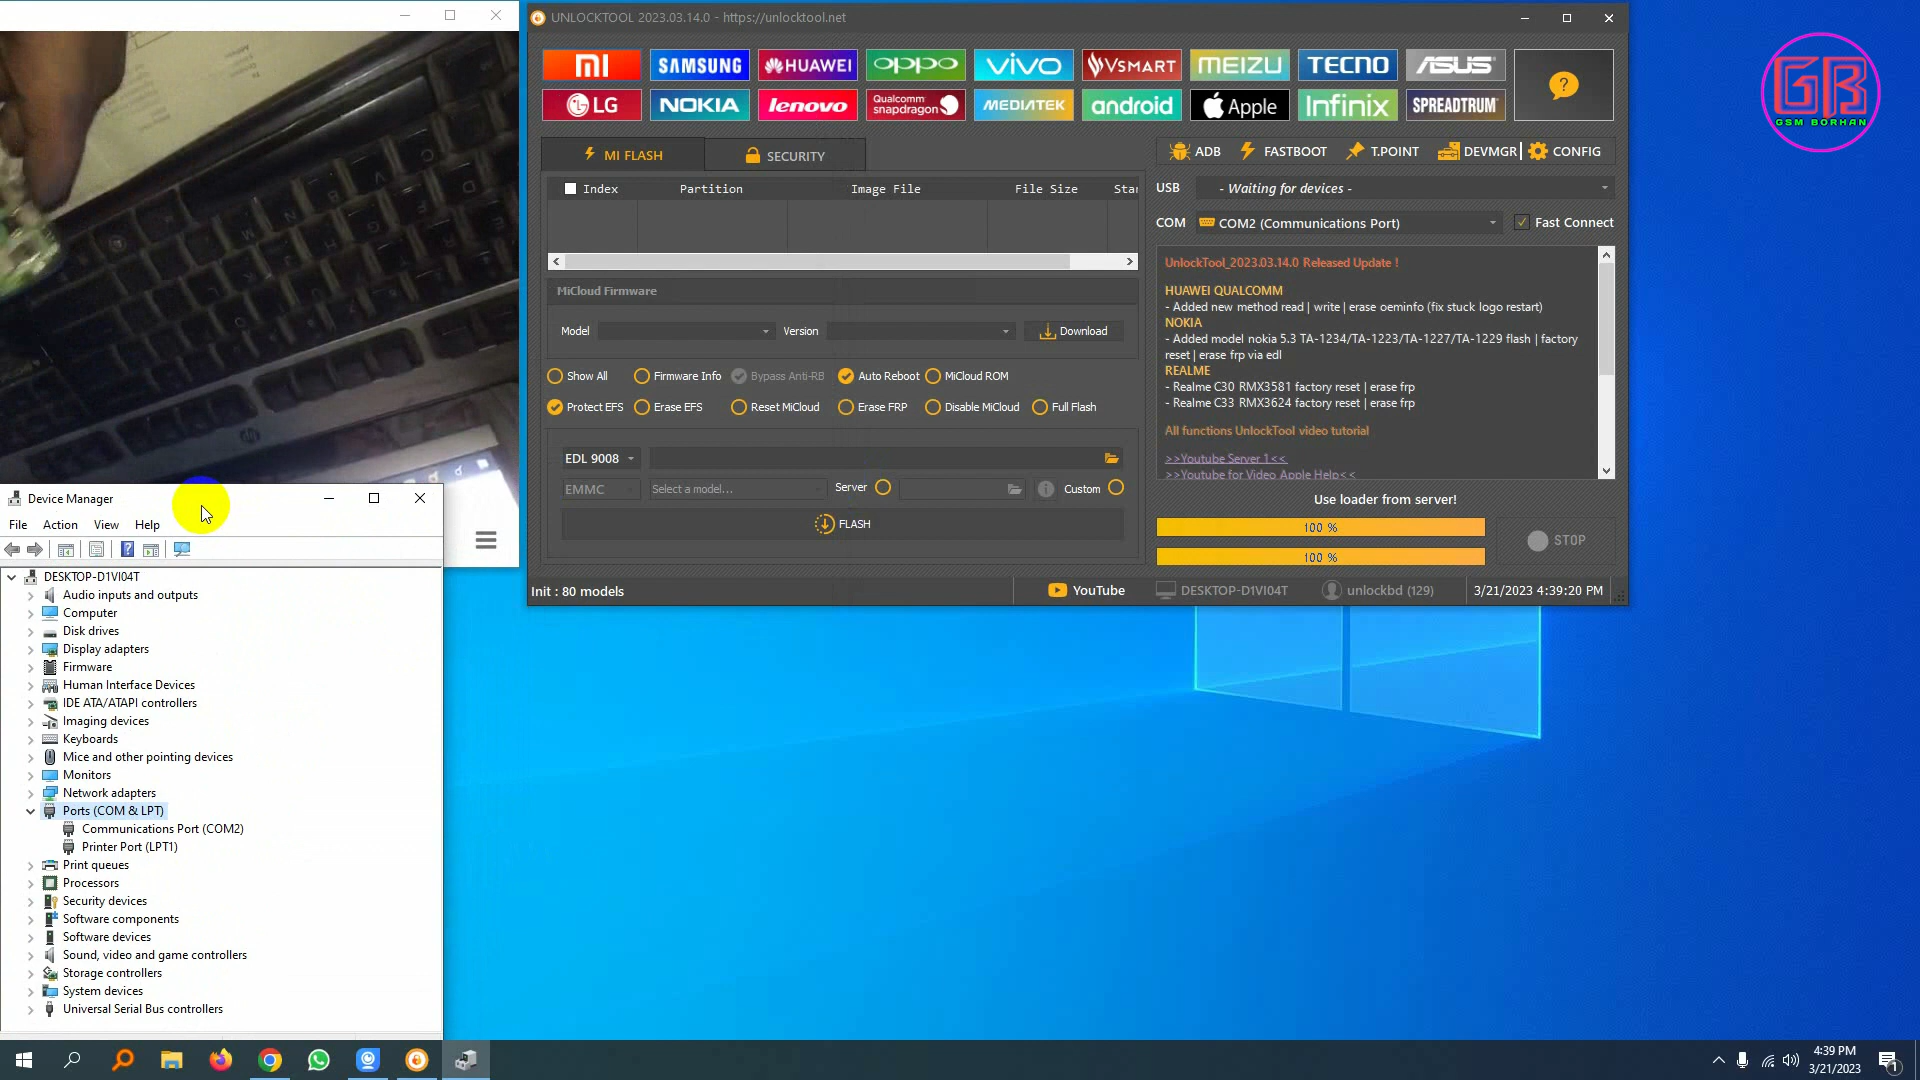 UNLOCKTOOL 2023.03.14.0 - https://unlocktool.net
mi SAMSUNG HUAWEI oppo vivo VSMART MEIZU TECNO ASUS
LG NOKIA lenovo Qualcomm snapdragon MEDIATEK android Apple Infinix SPREADTRUM
?
GB
GSM BORHAN
MI FLASH SECURITY
ADB FASTBOOT T.POINT DEVMGR CONFIG
Index Partition Image File File Size Star
USB - Waiting for devices -
COM COM2 (Communications Port) Fast Connect
MiCloud Firmware
Model Version Download
Show All Firmware Info Bypass Anti-RB Auto Reboot MiCloud ROM
Protect EFS Erase EFS Reset MiCloud Erase FRP Disable MiCloud Full Flash
EDL 9008
EMMC Select a model... Server Custom
FLASH
UnlockTool_2023.03.14.0 Released Update !
HUAWEI QUALCOMM
- Added new method read | write | erase oeminfo (fix stuck logo restart)
NOKIA
- Added model nokia 5.3 TA-1234/TA-1223/TA-1227/TA-1229 flash | factory
reset | erase frp via edl
REALME
- Realme C30 RMX3581 factory reset | erase frp
- Realme C33 RMX3624 factory reset | erase frp
All functions UnlockTool video tutorial
>>Youtube Server 1<<
>>Youtube for Video Apple Help<<
Use loader from server!
100 %
100 %
STOP
Init : 80 models YouTube DESKTOP-D1VI04T unlockbd (129) 3/21/2023 4:39:20 PM
Device Manager
File Action View Help
DESKTOP-D1VI04T
Audio inputs and outputs
Computer
Disk drives
Display adapters
Firmware
Human Interface Devices
IDE ATA/ATAPI controllers
Imaging devices
Keyboards
Mice and other pointing devices
Monitors
Network adapters
Ports (COM & LPT)
Communications Port (COM2)
Printer Port (LPT1)
Print queues
Processors
Security devices
Software components
Software devices
Sound, video and game controllers
Storage controllers
System devices
Universal Serial Bus controllers
4:39 PM
3/21/2023
1